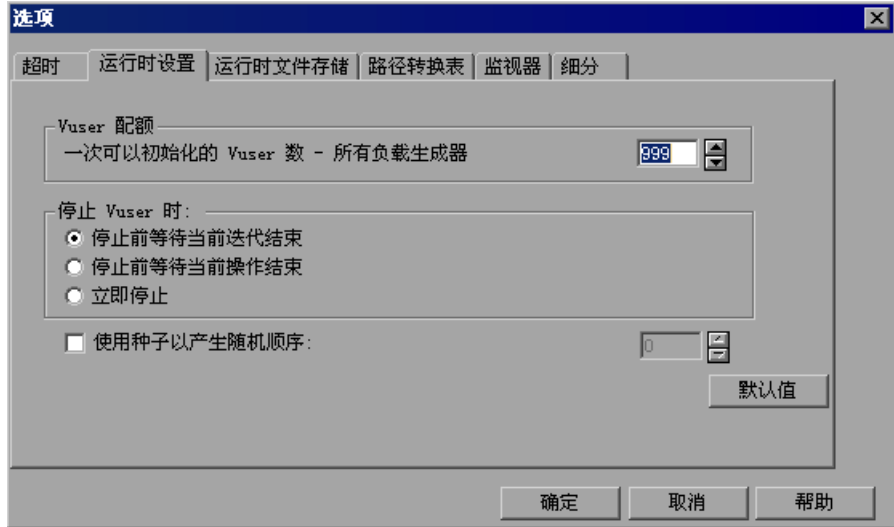 选项
超时 运行时设置 运行时文件存储 路径转换表 监视器 细分
Vuser 配额
一次可以初始化的 Vuser 数 - 所有负载生成器 999
停止 Vuser 时:
停止前等待当前迭代结束
停止前等待当前操作结束
立即停止
使用种子以产生随机顺序: 0
默认值
确定 取消 帮助